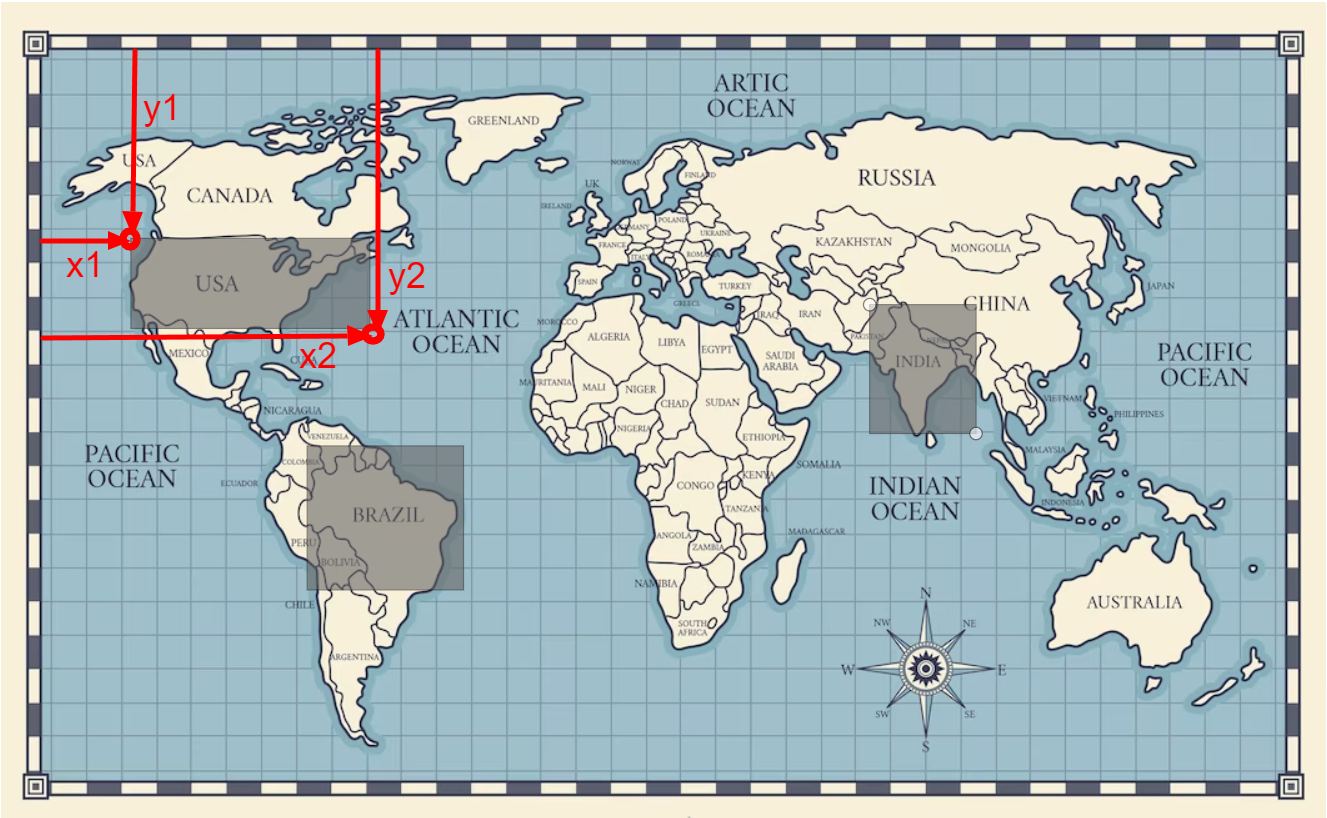 ARTIC
OCEAN
GREENLAND
y1
USA
CANADA
NORWAY
FINLAND
RUSSIA
UK
IRELAND
POLAND
UKRAINE
FRANCE
ITALY
ROMANIA
KAZAKHSTAN
MONGOLIA
x1
USA
y2
SPAIN
TURKEY
JAPAN
GREECE
CHINA
ATLANTIC
OCEAN
MOROCCO
IRAQ
IRAN
ALGERIA
LIBYA
EGYPT
PAKISTAN
x2
MEXICO
SAUDI
ARABIA
INDIA
PACIFIC
OCEAN
MAURITANIA
MALI
NIGER
CHAD
SUDAN
VIETNAM
NICARAGUA
PHILIPPINES
NIGERIA
ETHIOPIA
VENEZUELA
PACIFIC
OCEAN
COLOMBIA
MALAYSIA
SOMALIA
ECUADOR
KENYA
CONGO
INDIAN
OCEAN
INDONESIA
BRAZIL
TANZANIA
MADAGASCAR
PERU
ANGOLA
ZAMBIA
BOLIVIA
NAMIBIA
CHILE
AUSTRALIA
N
NW
NE
SOUTH
AFRICA
ARGENTINA
W
E
SW
SE
S